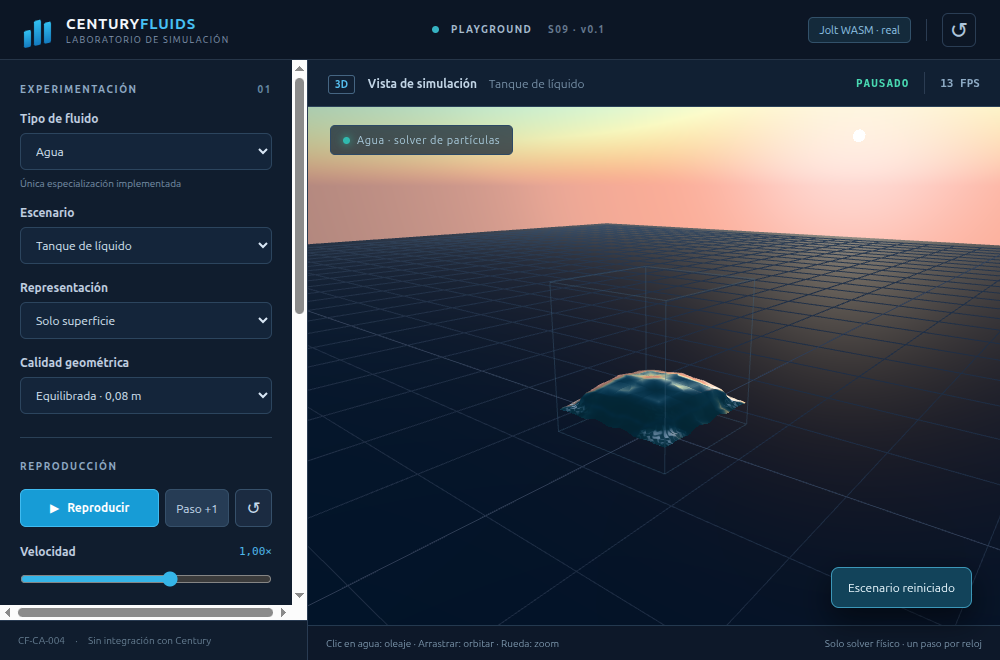 CENTURYFLUIDS
LABORATORIO DE SIMULACIÓN
PLAYGROUND S09 · v0.1
Jolt WASM · real
↺
EXPERIMENTACIÓN 01
Tipo de fluido
Agua
Única especialización implementada
Escenario
Tanque de líquido
Representación
Solo superficie
Calidad geométrica
Equilibrada · 0,08 m
REPRODUCCIÓN
▶ Reproducir
Paso +1
↺
Velocidad 1,00×
CF-CA-004 · Sin integración con Century
3D Vista de simulación Tanque de líquido
PAUSADO 13 FPS
Agua · solver de partículas
Escenario reiniciado
Clic en agua: oleaje · Arrastrar: orbitar · Rueda: zoom
Solo solver físico · un paso por reloj